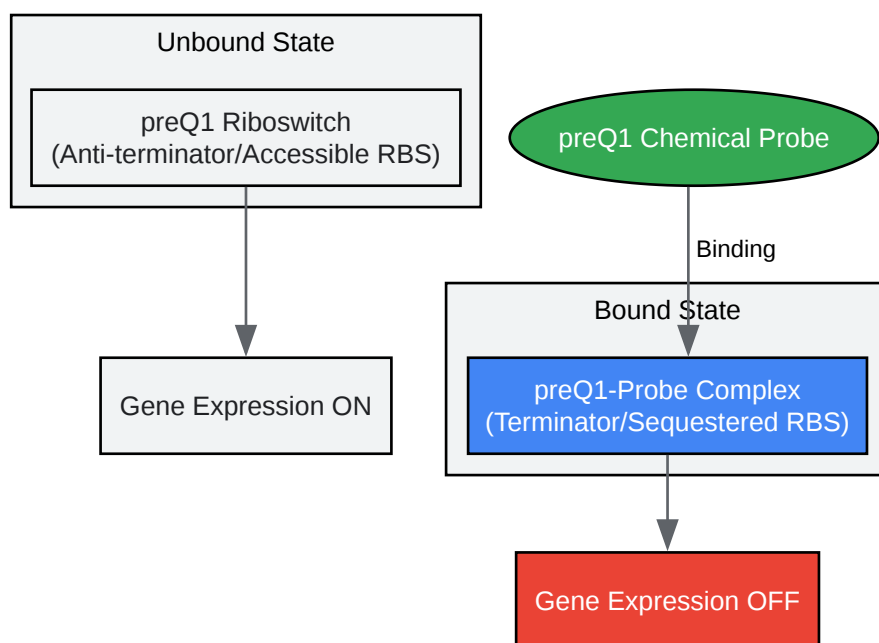 Unbound State
preQ1 Riboswitch
(Anti-terminator/Accessible RBS)
preQ1 Chemical Probe
Binding
Gene Expression ON
Bound State
preQ1-Probe Complex
(Terminator/Sequestered RBS)
Gene Expression OFF